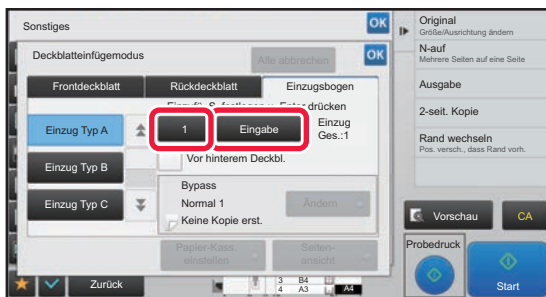 Sonstiges
OK
Deckblatteinfügemodus
Alle abbrechen
OK
Frontdeckblatt
Rückdeckblatt
Einzugsbogen
drücken
Einzug Typ A
1
Eingabe
Einzug
Ges.:1
Vor hinterem Deckbl.
Einzug Typ B
Bypass
Normal 1
Ändern
Einzug Typ C
Keine Kopie erst.
Papier-Kass.
einstellen
Seiten-
ansicht
Zurück
3 B4
4 A3
A4
Original
Größe/Ausrichtung ändern
N-auf
Mehrere Seiten auf eine Seite
Ausgabe
2-seit. Kopie
Rand wechseln
Pos. versch., dass Rand vorh.
Vorschau
CA
Probedruck
Start